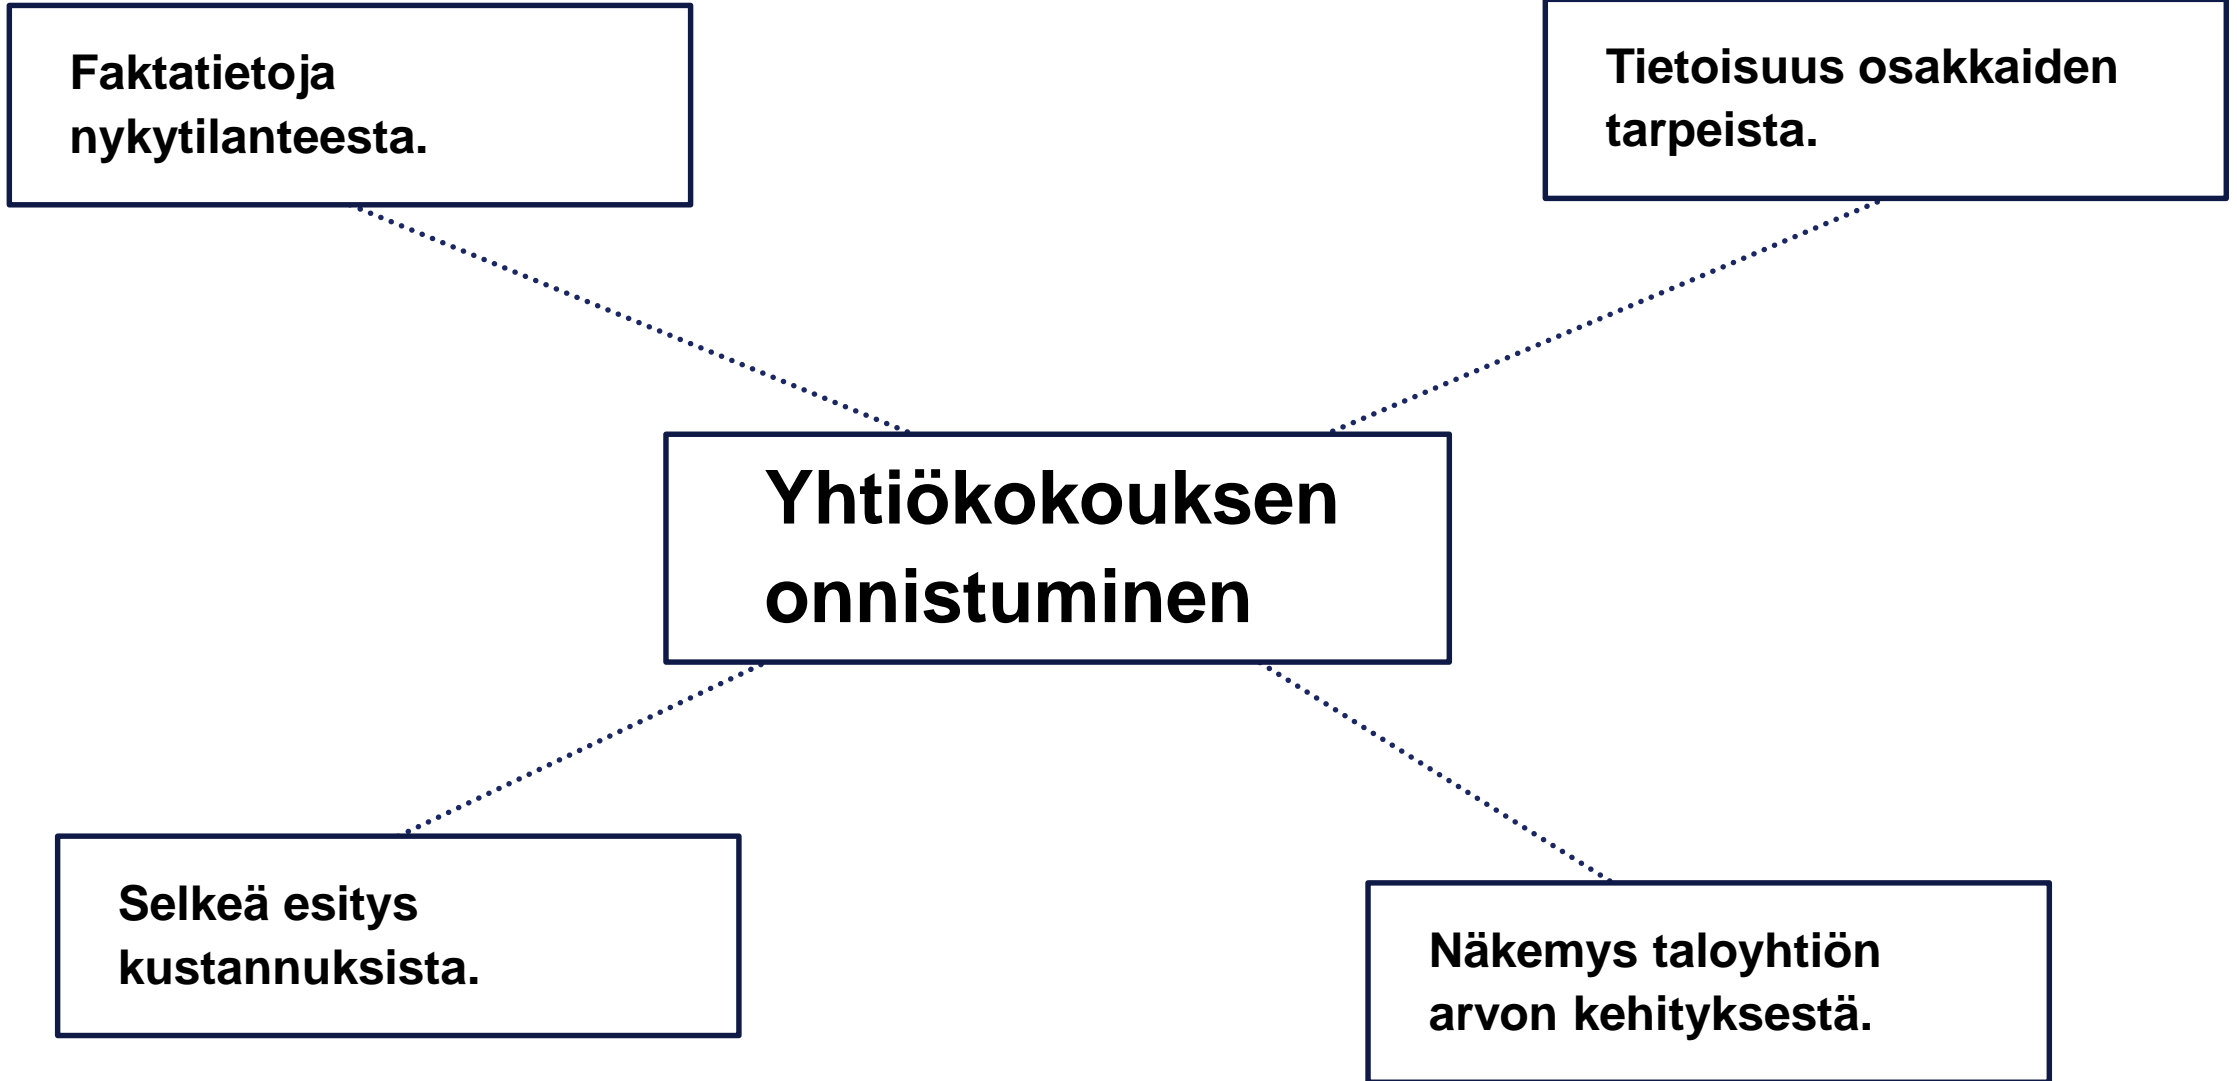 Faktatietoja
nykytilanteesta.
Tietoisuus osakkaiden
tarpeista.
Yhtiökokouksen
onnistuminen
Selkeä esitys
kustannuksista.
Näkemys taloyhtiön
arvon kehityksestä.